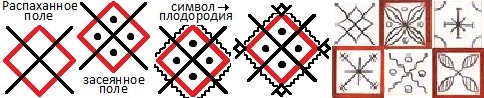 Распаханное
поле
засеянное
поле
символ →
плодородия